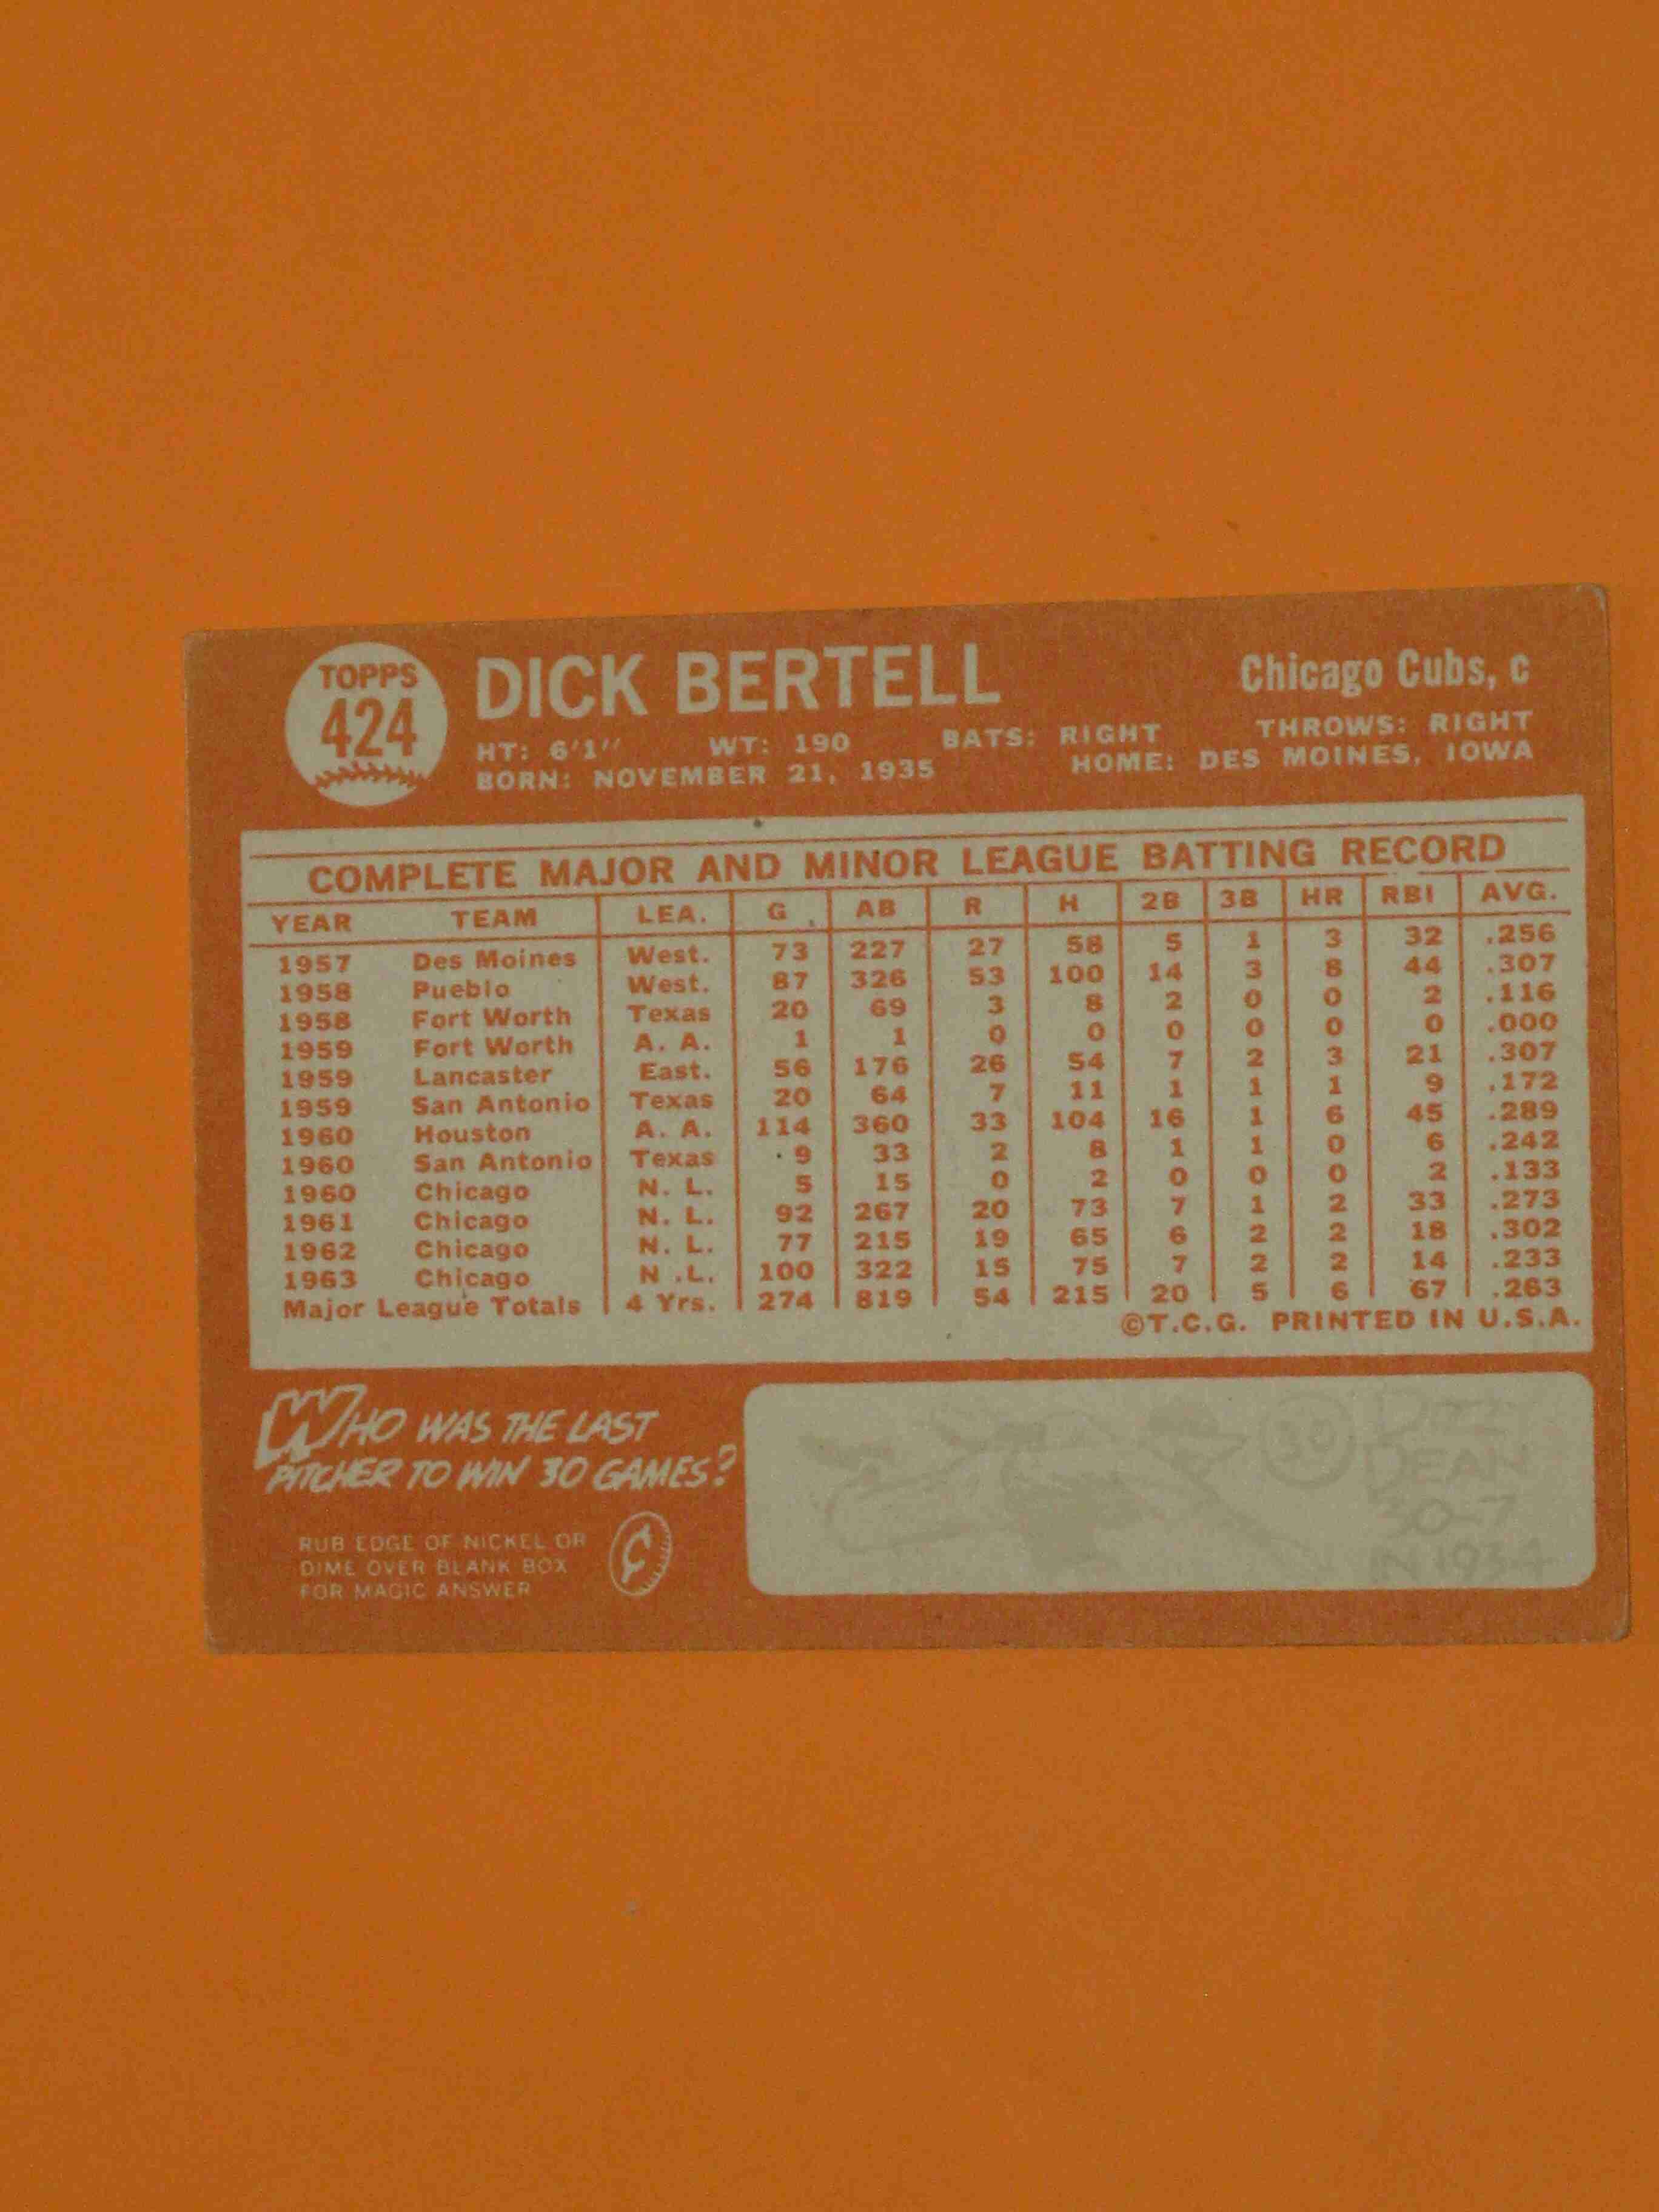 TOPPS
424
DICK BERTELL
Chicago Cubs, c
HT: 6'1" WT: 190 BATS: RIGHT THROWS: RIGHT
BORN: NOVEMBER 21, 1935 HOME: DES MOINES, IOWA
COMPLETE MAJOR AND MINOR LEAGUE BATTING RECORD
YEAR TEAM LEA. G AB R H 2B 3B HR RBI AVG.
1957 Des Moines West. 73 227 27 58 5 1 3 32 .256
1958 Pueblo West. 87 326 53 100 14 3 8 44 .307
1958 Fort Worth Texas 20 69 3 8 2 0 0 2 .116
1959 Fort Worth A. A. 1 1 0 0 0 0 0 0 .000
1959 Lancaster East. 56 176 26 54 7 2 3 21 .307
1959 San Antonio Texas 20 64 7 11 1 1 1 9 .172
1960 Houston A. A. 114 360 33 104 16 1 6 45 .289
1960 San Antonio Texas 9 33 2 8 1 1 0 6 .242
1960 Chicago N. L. 5 15 0 2 0 0 0 2 .133
1961 Chicago N. L. 92 267 20 73 7 1 2 33 .273
1962 Chicago N. L. 77 215 19 65 6 2 2 18 .302
1963 Chicago N .L. 100 322 15 75 7 2 2 14 .233
Major League Totals 4 Yrs. 274 819 54 215 20 5 6 67 .263
©T.C.G. PRINTED IN U.S.A.
WHO WAS THE LAST
PITCHER TO WIN 30 GAMES?
RUB EDGE OF NICKEL OR
DIME OVER BLANK BOX
FOR MAGIC ANSWER
¢
30
DIZZY
DEAN
30-7
IN 1934